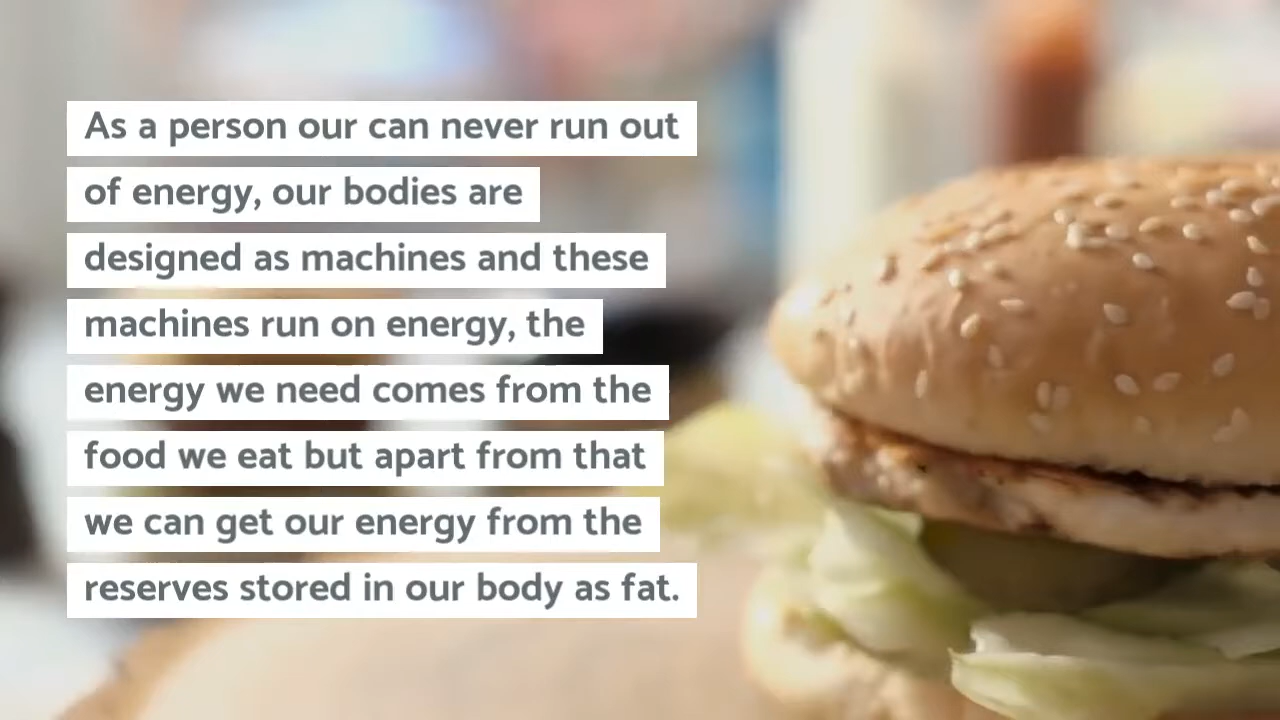 As a person our can never run out
of energy, our bodies are
designed as machines and these
machines run on energy, the
energy we need comes from the
food we eat but apart from that
we can get our energy from the
reserves stored in our body as fat.